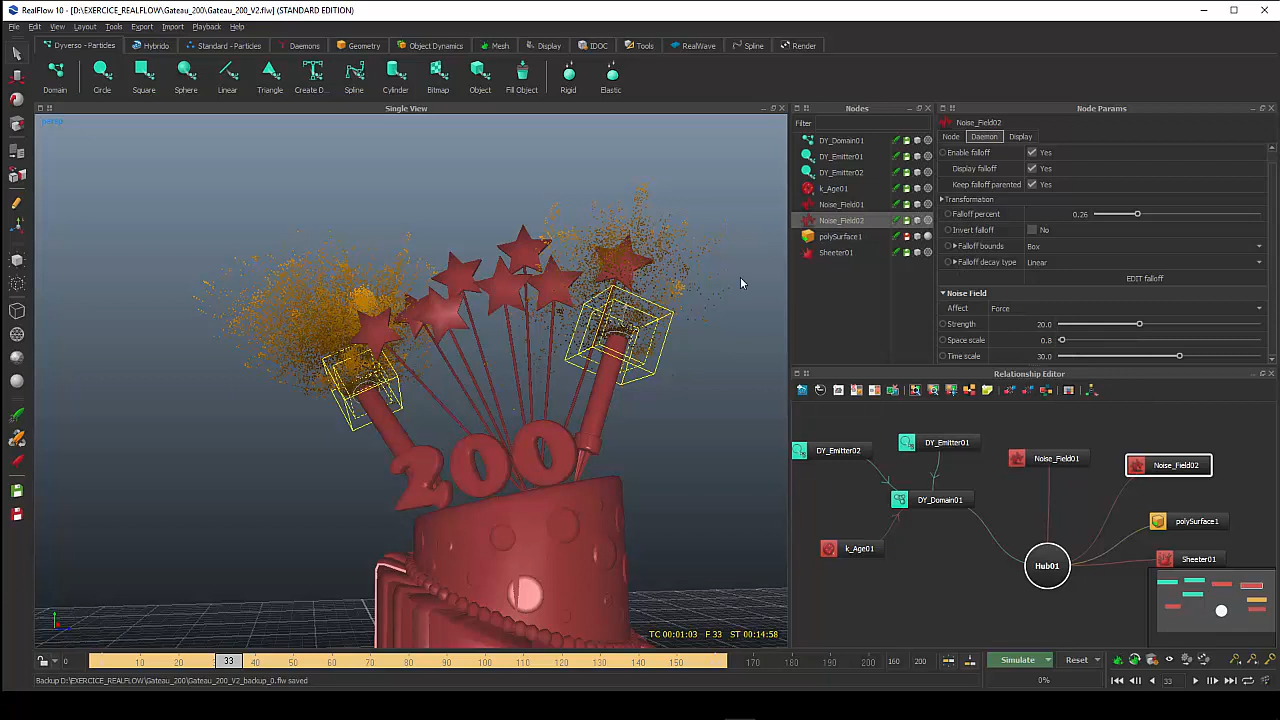 RealFlow 10 - [D:\EXERCICE_REALFLOW\Gateau_200\Gateau_200_V2.flw] (STANDARD EDITION)
File Edit View Layout Tools Export Import Playback Help
Dyverso - Particles Hybrido Standard - Particles Daemons Geometry Object Dynamics Mesh Display IDOC Tools RealWave Spline Render
Domain Circle Square Sphere Linear Triangle Create D... Spline Cylinder Bitmap Object Fill Object Rigid Elastic
Single View
persp
TC 00:01:03 F 33 ST 00:14:58
Nodes
Filter
DY_Domain01
DY_Emitter01
DY_Emitter02
k_Age01
Noise_Field01
Noise_Field02
polySurface1
Sheeter01
Node Params
Noise_Field02
Node Daemon Display
Enable falloff Yes
Display falloff Yes
Keep falloff parented Yes
Transformation
Falloff percent 0.26
Invert falloff No
Falloff bounds Box
Falloff decay type Linear
EDIT falloff
Noise Field
Affect Force
Strength 20.0
Space scale 0.8
Time scale 30.0
Relationship Editor
DY_Emitter02
DY_Emitter01
Noise_Field01
Noise_Field02
DY_Domain01
polySurface1
k_Age01
Hub01
Sheeter01
0 10 20 33 40 50 60 70 80 90 100 110 120 130 140 150 170 180 190 160 200
Simulate Reset
Backup D:\EXERCICE_REALFLOW\Gateau_200\Gateau_200_V2_backup_0.flw saved
0%
33
200